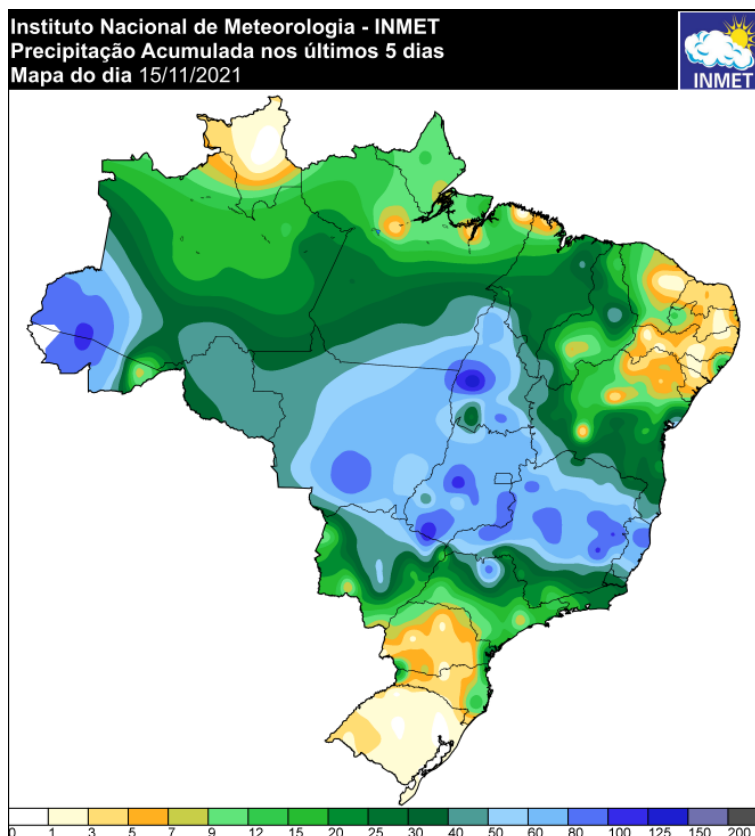 Instituto Nacional de Meteorologia - INMET
Precipitação Acumulada nos últimos 5 dias
Mapa do dia 15/11/2021
INMET
0 1 3 5 7 9 12 15 20 25 30 40 50 60 80 100 125 150 200